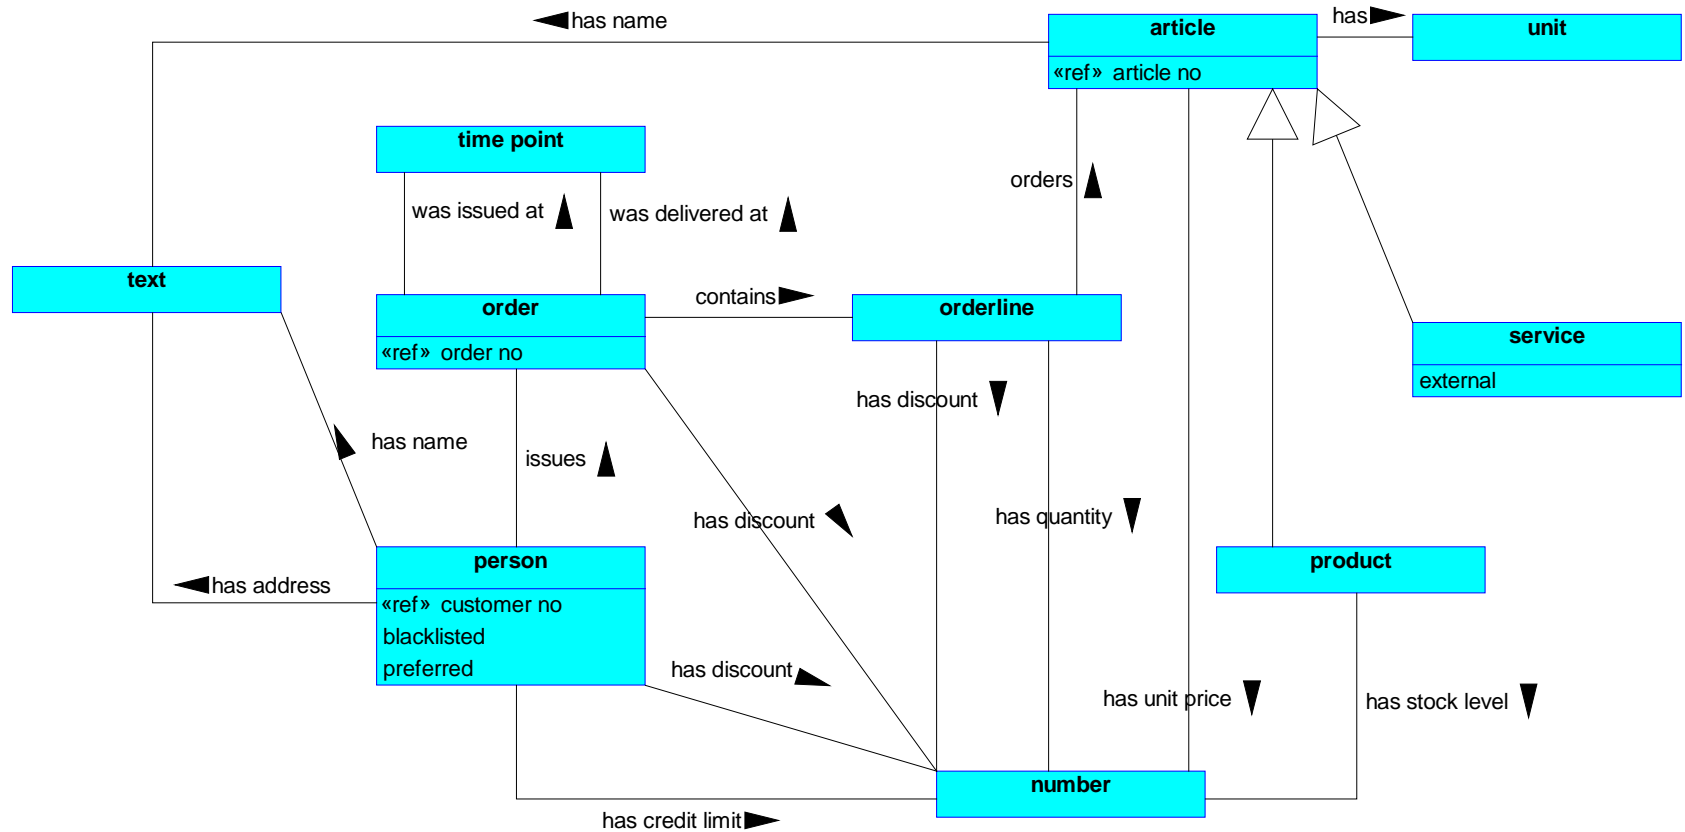 has name
article
has
unit
«ref» article no
time point
orders
was issued at
was delivered at
text
order
contains
orderline
«ref» order no
service
external
has discount
has name
issues
has discount
has quantity
person
product
has address
«ref» customer no
blacklisted
preferred
has discount
has unit price
has stock level
number
has credit limit